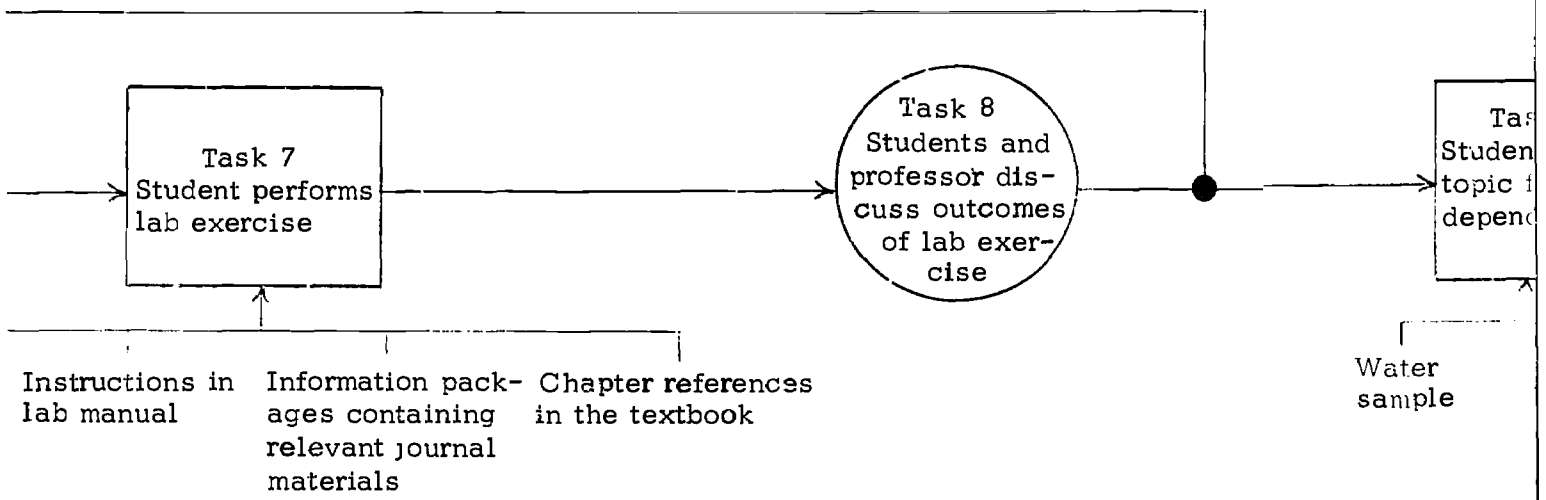 Task 7
Student performs
lab exercise
Task 8
Students and
professor dis-
cuss outcomes
of lab exer-
cise
topic
Instructions in
lab manual
Information pack-
ages containing
relevant journal
materials
Chapter references
in the textbook
Water
sample